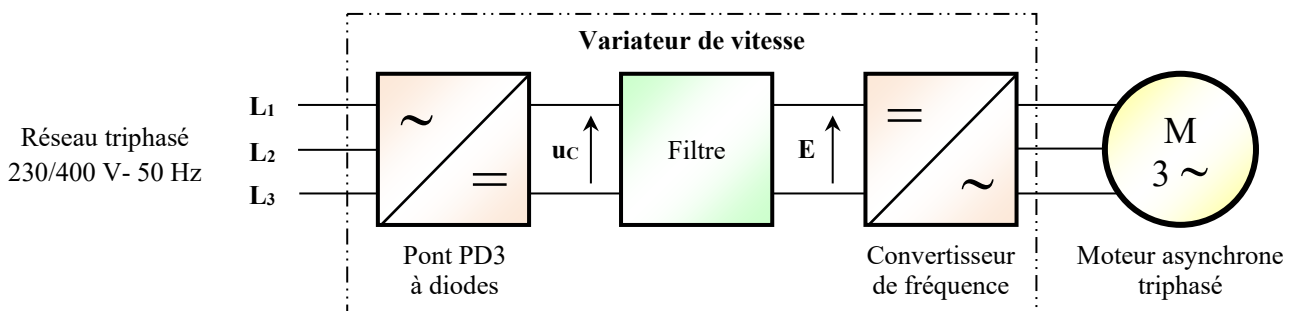 Variateur de vitesse
Réseau triphasé
230/400 V- 50 Hz
L1
L2
L3
~
=
uC
Filtre
E
=
~
M
3 ~
Pont PD3
à diodes
Convertisseur
de fréquence
Moteur asynchrone
triphasé